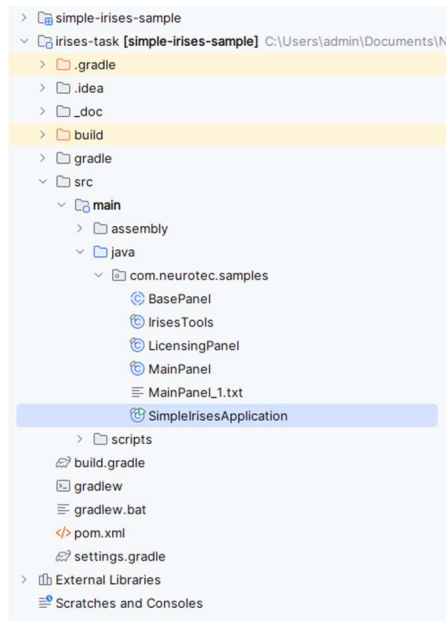 simple-irises-sample
irises-task [simple-irises-sample] C:\Users\admin\Documents\N
.gradle
.idea
_doc
build
gradle
src
main
assembly
java
com.neurotec.samples
BasePanel
IrisesTools
LicensingPanel
MainPanel
MainPanel_1.txt
SimpleIrisesApplication
scripts
build.gradle
gradlew
gradlew.bat
pom.xml
settings.gradle
External Libraries
Scratches and Consoles